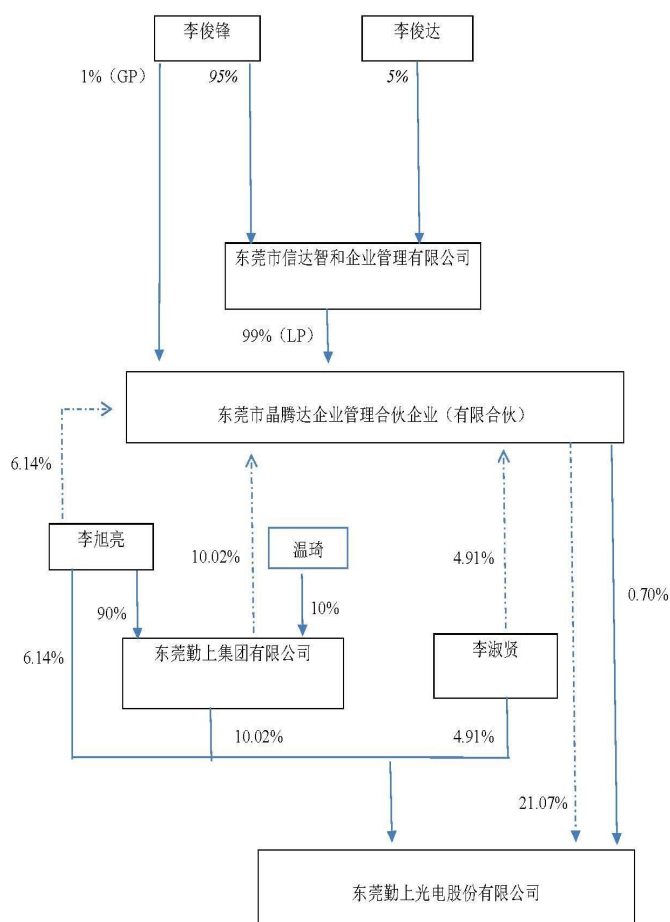 李俊锋
李俊达
1%（GP）
95%
5%
东莞市信达智和企业管理有限公司
99%（LP）
东莞市晶腾达企业管理合伙企业（有限合伙）
6.14%
李旭亮
10.02%
温琦
4.91%
0.70%
90%
10%
6.14%
东莞勤上集团有限公司
李淑贤
10.02%
4.91%
21.07%
东莞勤上光电股份有限公司